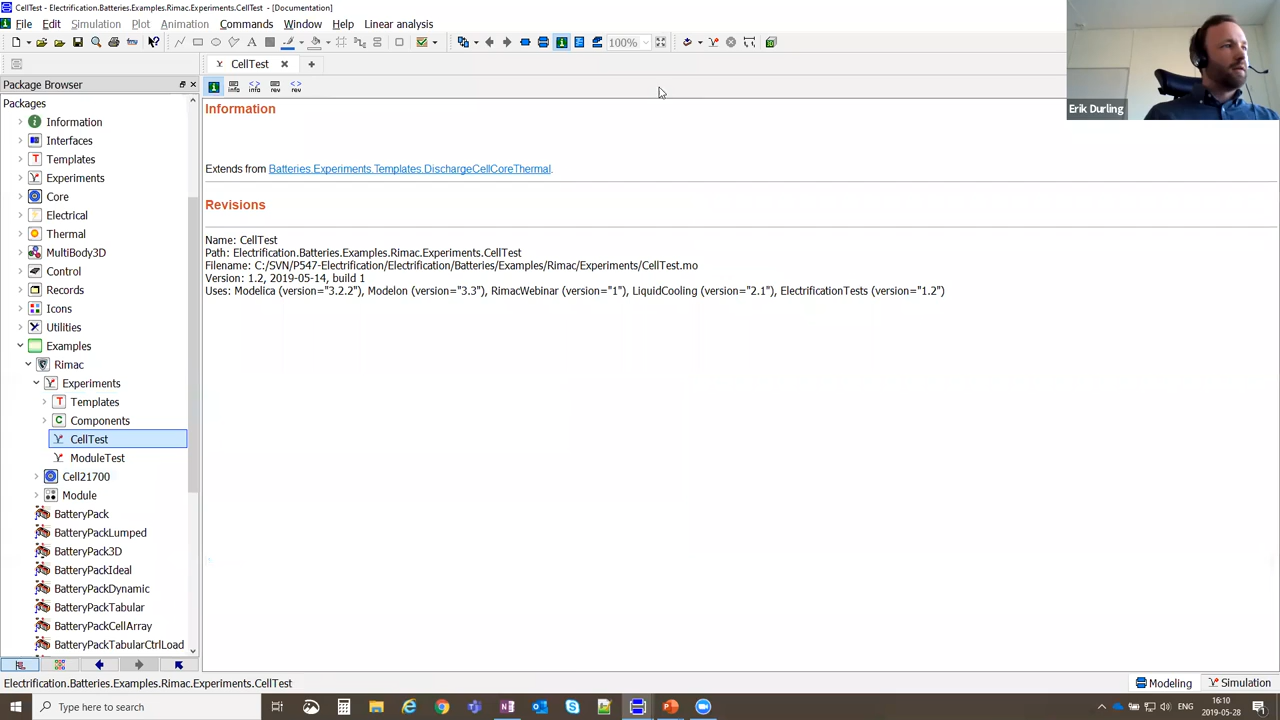 CellTest - Electrification.Batteries.Examples.Rimac.Experiments.CellTest - [Documentation]
File Edit Simulation Plot Animation Commands Window Help Linear analysis
100%
CellTest
Package Browser
Packages
Information
Interfaces
Templates
Experiments
Core
Electrical
Thermal
MultiBody3D
Control
Records
Icons
Utilities
Examples
Rimac
Experiments
Templates
Components
CellTest
ModuleTest
Cell21700
Module
BatteryPack
BatteryPackLumped
BatteryPack3D
BatteryPackIdeal
BatteryPackDynamic
BatteryPackTabular
BatteryPackCellArray
BatteryPackTabularCtrlLoad
info info rev rev
Information
Extends from Batteries.Experiments.Templates.DischargeCellCoreThermal.
Revisions
Name: CellTest
Path: Electrification.Batteries.Examples.Rimac.Experiments.CellTest
Filename: C:/SVN/P547-Electrification/Electrification/Batteries/Examples/Rimac/Experiments/CellTest.mo
Version: 1.2, 2019-05-14, build 1
Uses: Modelica (version="3.2.2"), Modelon (version="3.3"), RimacWebinar (version="1"), LiquidCooling (version="2.1"), ElectrificationTests (version="1.2")
Erik Durling
Electrification.Batteries.Examples.Rimac.Experiments.CellTest
Modeling Simulation
Type here to search
ENG
16:10
2019-05-28